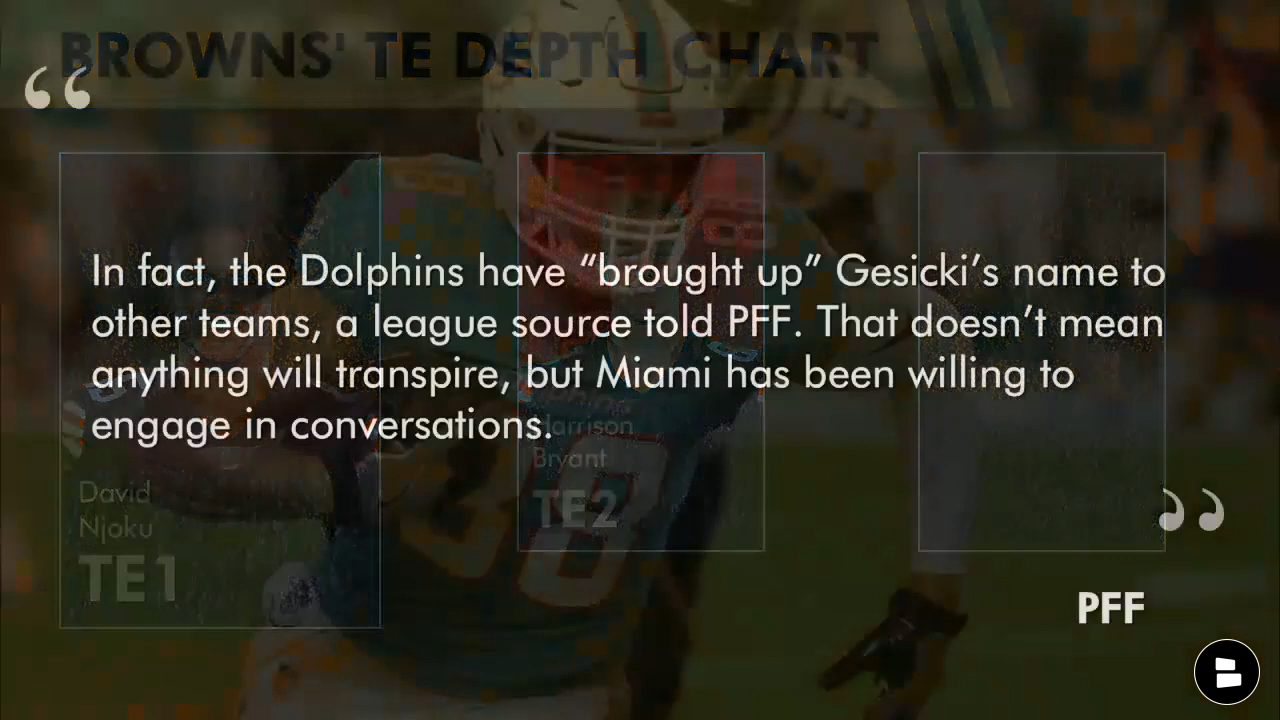 BROWNS' TE DEPTH CHART
“
In fact, the Dolphins have “brought up” Gesicki’s name to
other teams, a league source told PFF. That doesn’t mean
anything will transpire, but Miami has been willing to
engage in conversations.
”
Harrison
Bryant
TE2
David
Njoku
TE1
PFF